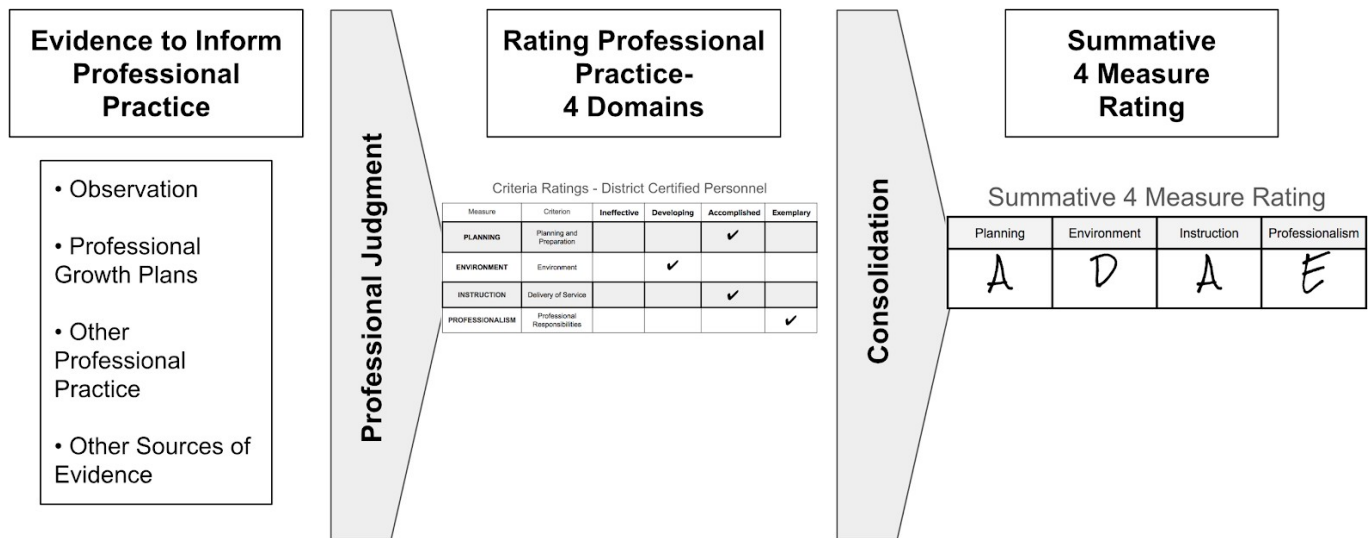 Evidence to Inform
Professional
Practice
• Observation
• Professional
Growth Plans
• Other
Professional
Practice
• Other Sources of
Evidence
Professional Judgment
Rating Professional
Practice-
4 Domains
Criteria Ratings - District Certified Personnel
Measure Criterion Ineffective Developing Accomplished Exemplary
PLANNING Planning and
Preparation ✔
ENVIRONMENT Environment ✔
INSTRUCTION Delivery of Service ✔
PROFESSIONALISM Professional
Responsibilities ✔
Consolidation
Summative
4 Measure
Rating
Summative 4 Measure Rating
Planning Environment Instruction Professionalism
A D A E